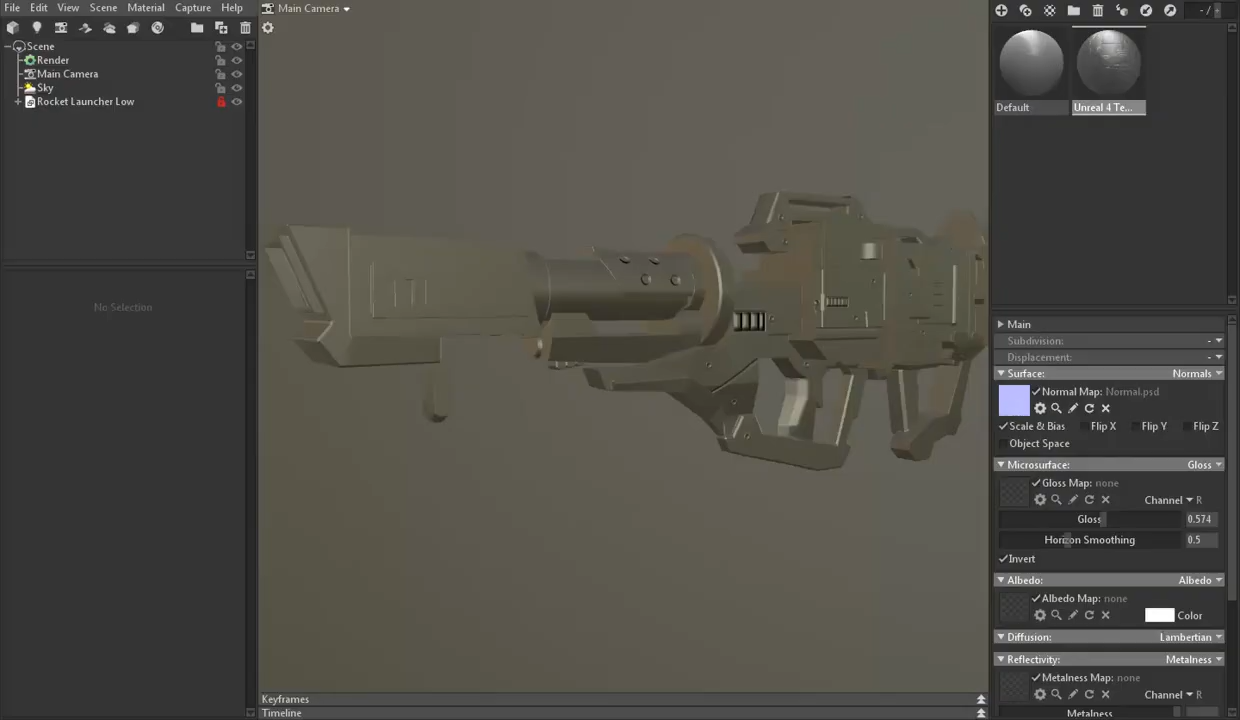 File Edit View Scene Material Capture Help
Main Camera
- /
Scene
Render
Main Camera
Sky
Rocket Launcher Low
No Selection
Default
Unreal 4 Te...
Main
Subdivision: -
Displacement: -
Surface: Normals
Normal Map: Normal.psd
Scale & Bias Flip X Flip Y Flip Z
Object Space
Microsurface: Gloss
Gloss Map: none
Channel R
Gloss 0.574
Horizon Smoothing 0.5
Invert
Albedo: Albedo
Albedo Map: none
Color
Diffusion: Lambertian
Reflectivity: Metalness
Metalness Map: none
Channel R
Metalness
Keyframes
Timeline